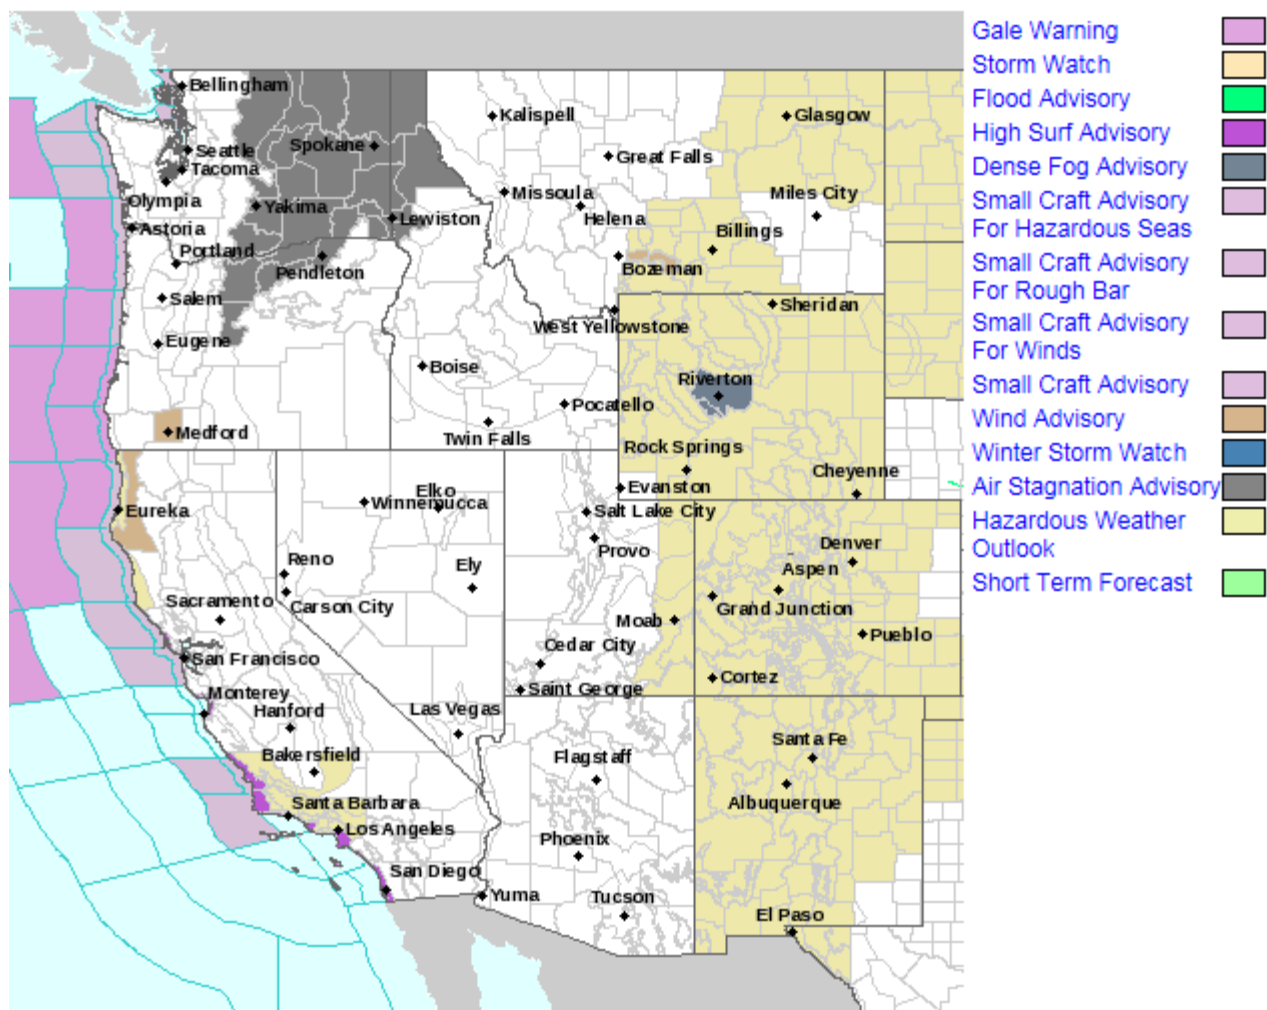 Bellingham
Kalispell
Glasgow
Spokane
Seattle
Great Falls
Tacoma
Olympia
Yakima
Missoula
Miles City
Lewiston
Helena
Astoria
Billings
Portland
Pendleton
Bozeman
Salem
Sheridan
West Yellowstone
Eugene
Boise
Riverton
Pocatello
Medford
Twin Falls
Rock Springs
Cheyenne
Elko
Evanston
Winnemucca
Eureka
Salt Lake City
Provo
Denver
Reno
Ely
Aspen
Sacramento
Carson City
Grand Junction
Moab
Pueblo
Cedar City
San Francisco
Cortez
Saint George
Monterey
Hanford
Las Vegas
Santa Fe
Bakersfield
Flagstaff
Santa Barbara
Albuquerque
Los Angeles
Phoenix
San Diego
Yuma
Tucson
El Paso
Gale Warning
Storm Watch
Flood Advisory
High Surf Advisory
Dense Fog Advisory
Small Craft Advisory
For Hazardous Seas
Small Craft Advisory
For Rough Bar
Small Craft Advisory
For Winds
Small Craft Advisory
Wind Advisory
Winter Storm Watch
Air Stagnation Advisory
Hazardous Weather
Outlook
Short Term Forecast